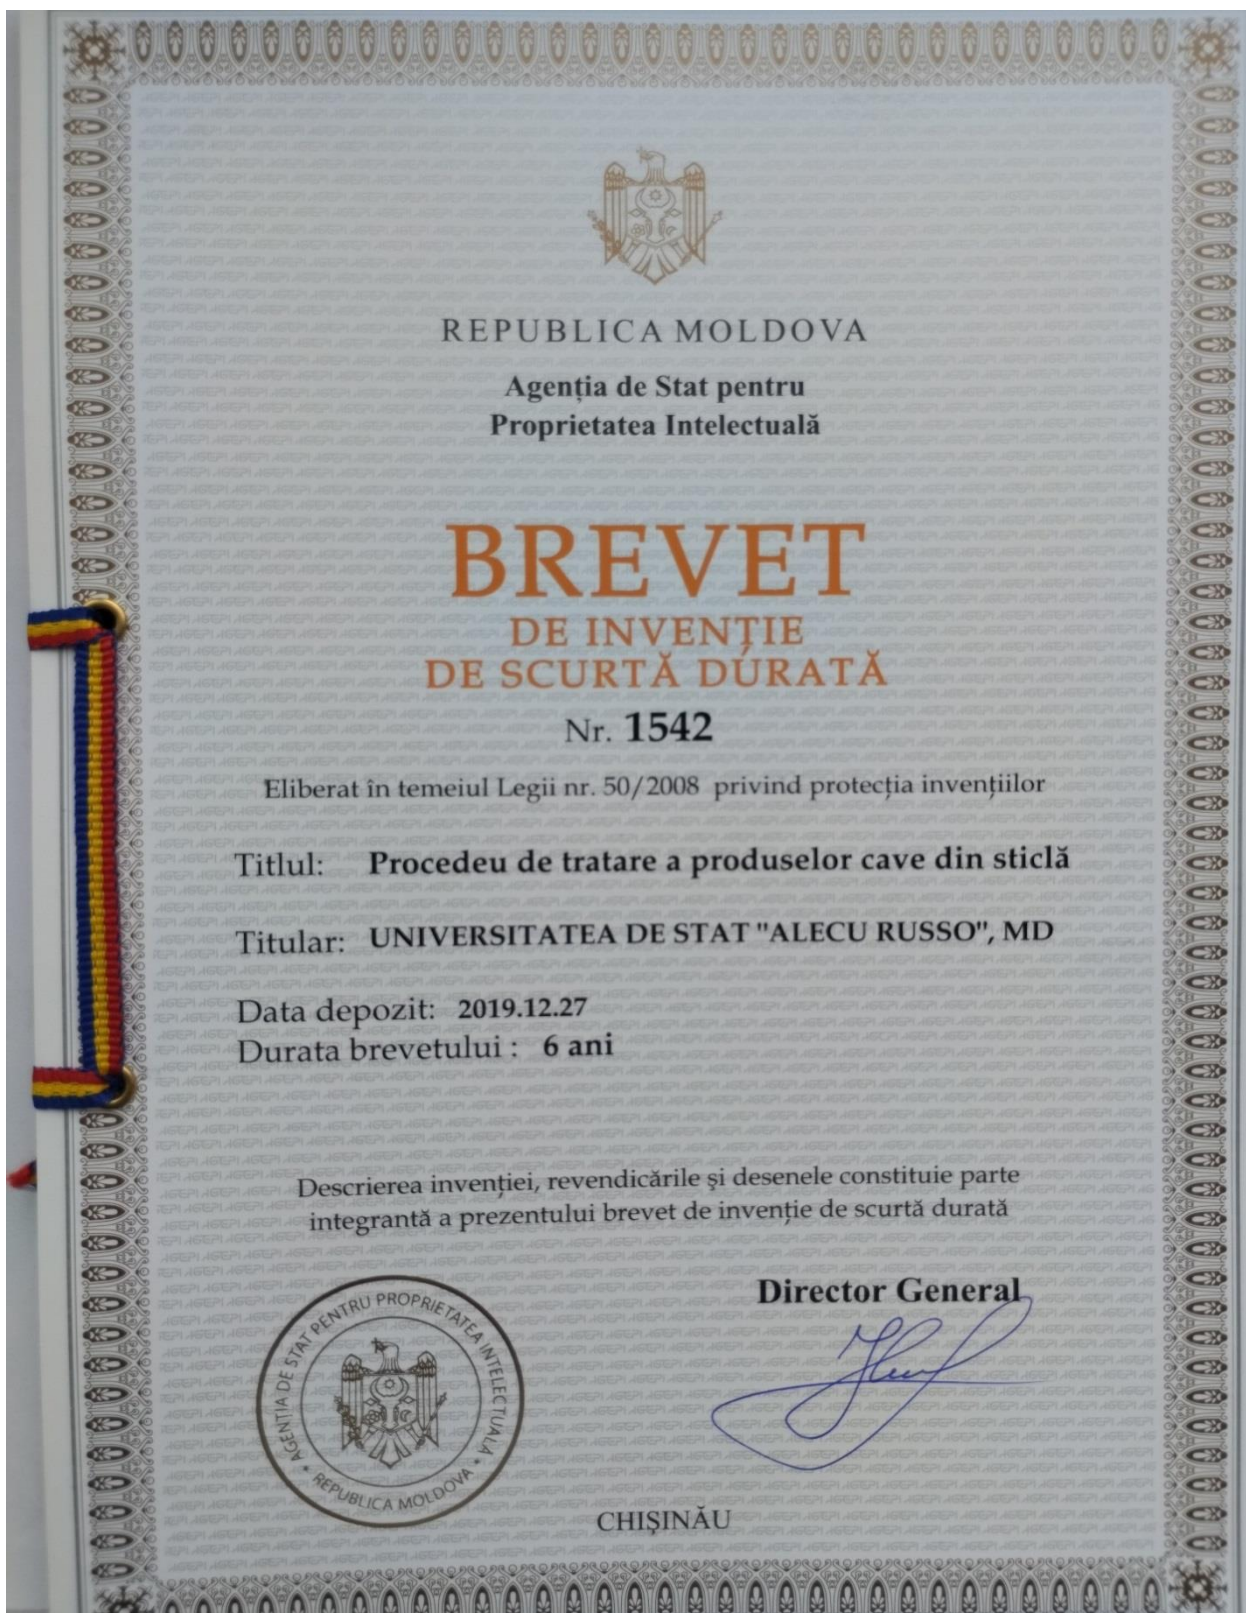 REPUBLICA MOLDOVA
Agenția de Stat pentru
Proprietatea Intelectuală
BREVET
DE INVENȚIE
DE SCURTĂ DURATĂ
Nr. 1542
Eliberat în temeiul Legii nr. 50/2008 privind protecția invențiilor
Titlul: Procedeu de tratare a produselor cave din sticlă
Titular: UNIVERSITATEA DE STAT "ALECU RUSSO", MD
Data depozit: 2019.12.27
Durata brevetului : 6 ani
Descrierea invenției, revendicările și desenele constituie parte
integrantă a prezentului brevet de invenție de scurtă durată
Director General
AGENȚIA DE STAT PENTRU PROPRIETATEA INTELECTUALĂ
REPUBLICA MOLDOVA
CHIȘINĂU